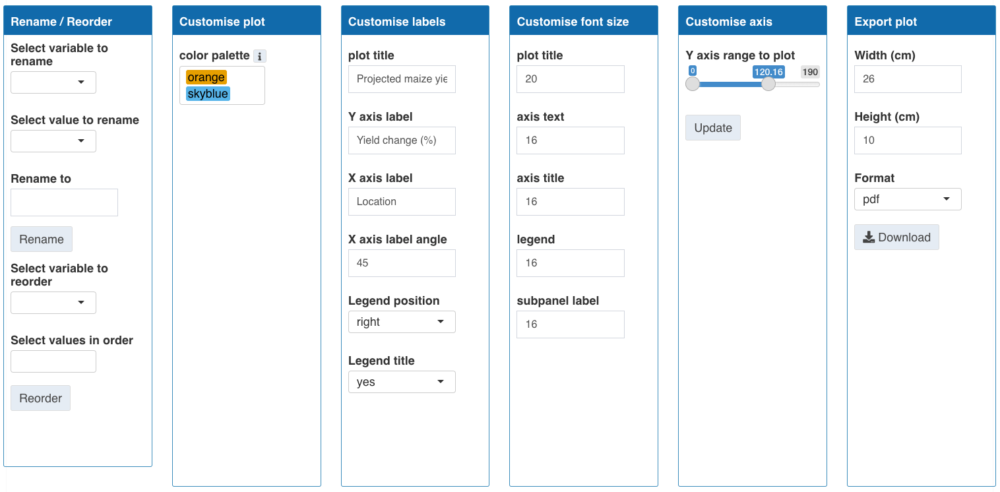 Rename / Reorder
Select variable to
rename
Select value to rename
Rename to
Rename
Select variable to
reorder
Select values in order
Reorder
Customise plot
color palette i
orange
skyblue
Customise labels
plot title
Projected maize yie
Y axis label
Yield change (%)
X axis label
Location
X axis label angle
45
Legend position
right
Legend title
yes
Customise font size
plot title
20
axis text
16
axis title
16
legend
16
subpanel label
16
Customise axis
Y axis range to plot
0 120.16 190
Update
Export plot
Width (cm)
26
Height (cm)
10
Format
pdf
Download